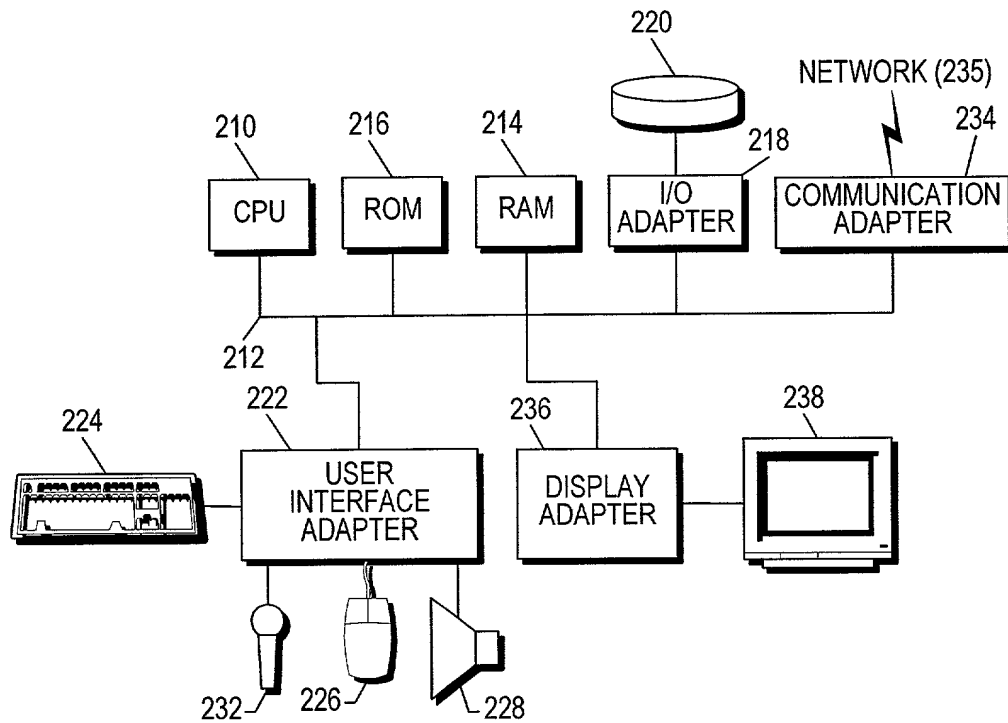 220
NETWORK (235)
210
216
214
218
234
CPU
ROM
RAM
I/O
ADAPTER
COMMUNICATION
ADAPTER
212
224
222
236
238
USER
INTERFACE
ADAPTER
DISPLAY
ADAPTER
232
226
228